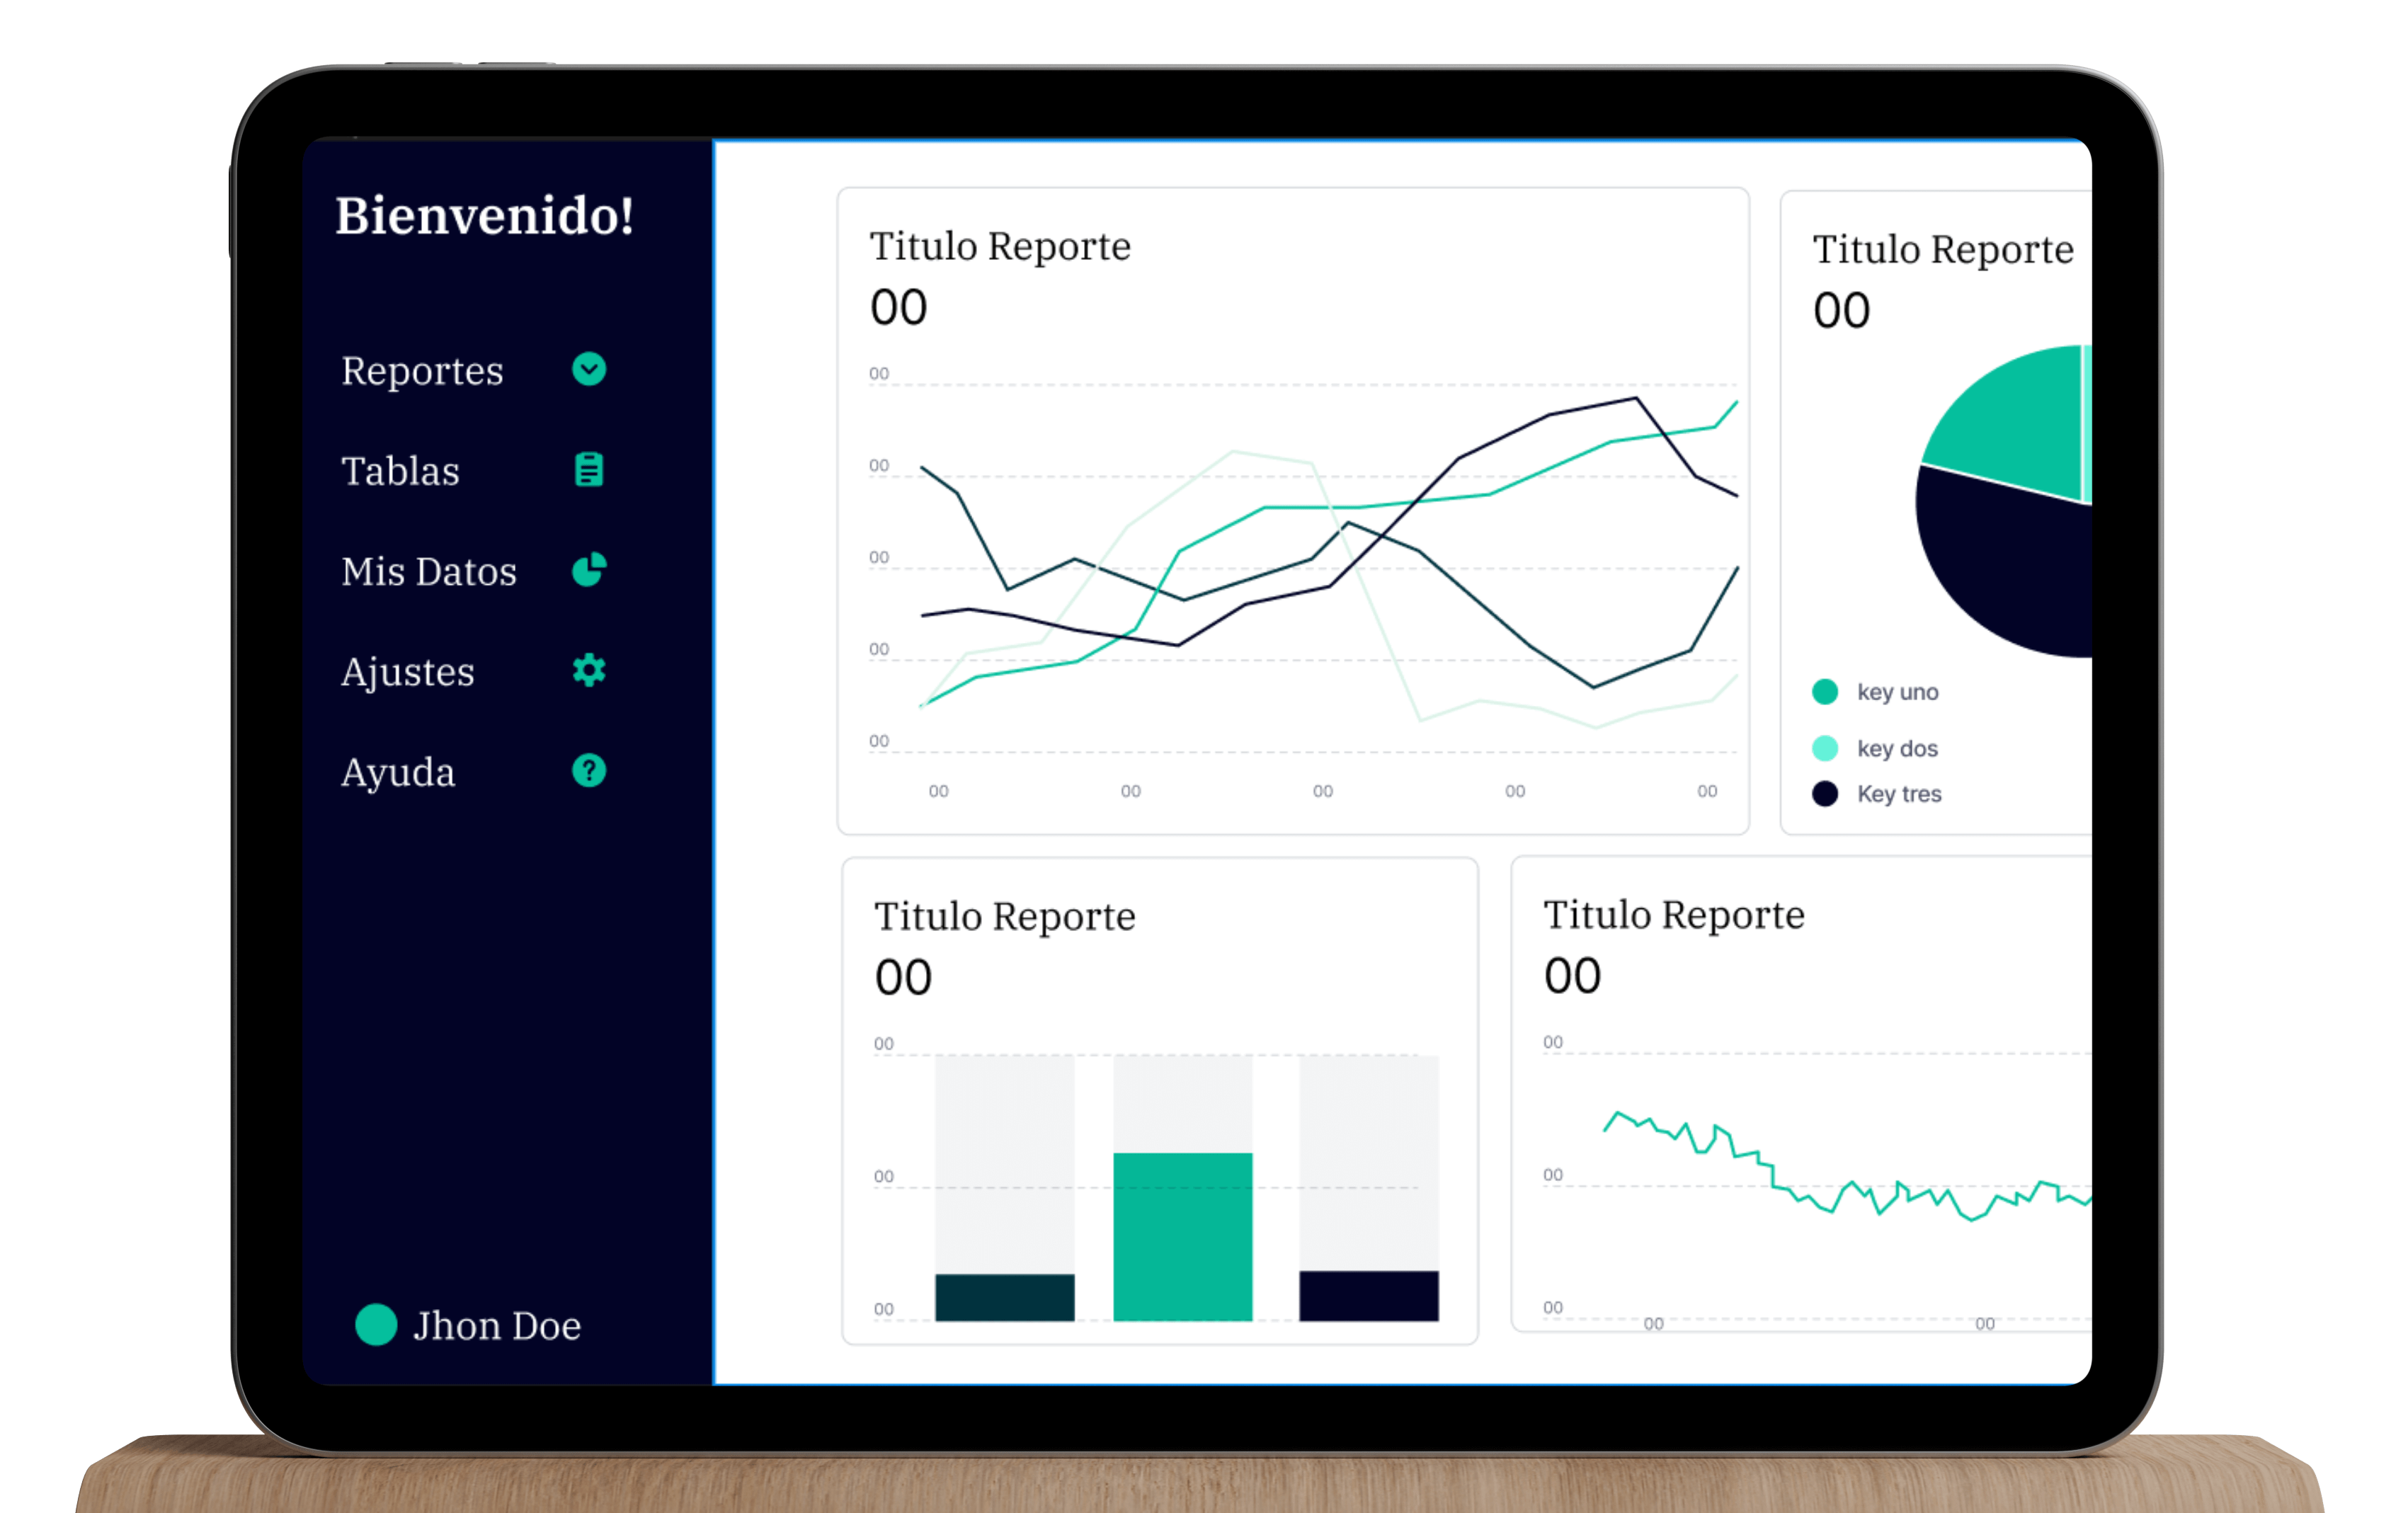 Bienvenido!
Reportes
Tablas
Mis Datos
Ajustes
Ayuda
Jhon Doe
Titulo Reporte
00
00
00
00
00
00
00 00 00 00 00
Titulo Reporte
00
key uno
key dos
Key tres
Titulo Reporte
00
00
00
00
Titulo Reporte
00
00
00
00
00 00